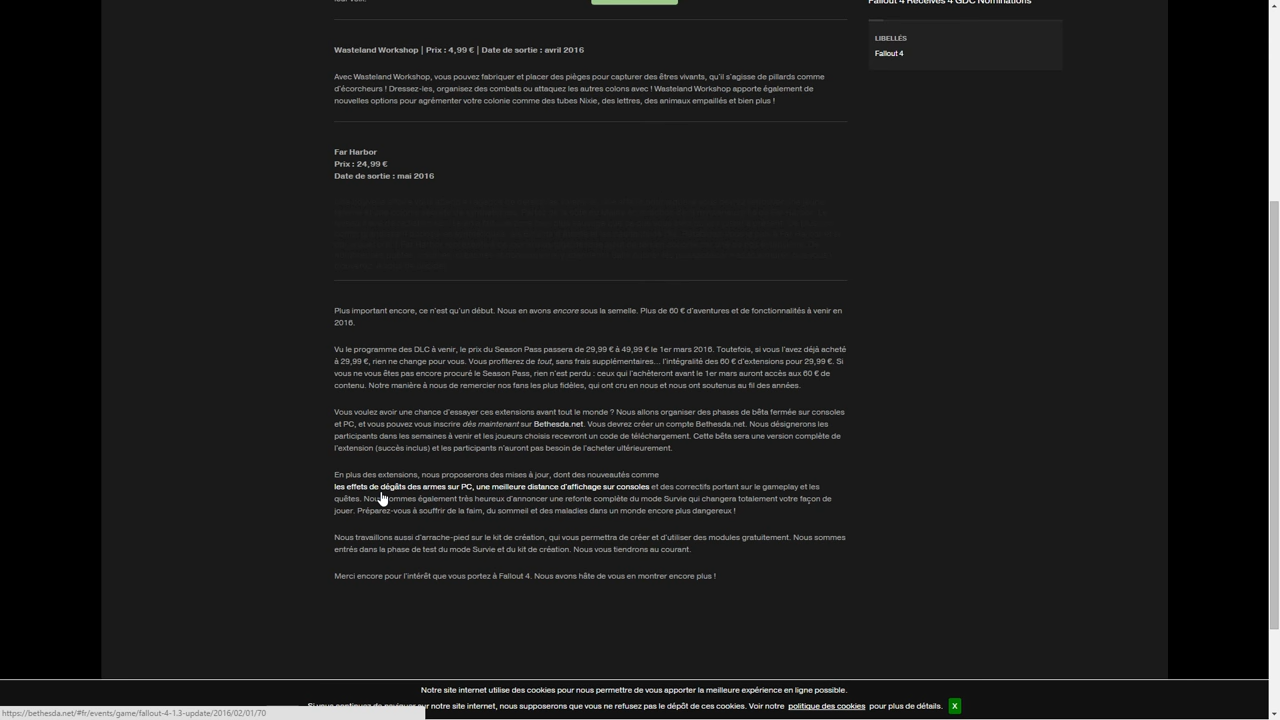 Fallout 4 Receives 4 GDC Nominations
LIBELLÉS
Fallout 4
Wasteland Workshop | Prix : 4,99 € | Date de sortie : avril 2016
Avec Wasteland Workshop, vous pouvez fabriquer et placer des pièges pour capturer des êtres vivants, qu'il s'agisse de pillards comme
d'écorcheurs ! Dressez-les, organisez des combats ou attaquez les autres colons avec ! Wasteland Workshop apporte également de
nouvelles options pour agrémenter votre colonie comme des tubes Nixie, des lettres, des animaux empaillés et bien plus !
Far Harbor
Prix : 24,99 €
Date de sortie : mai 2016
Plus important encore, ce n'est qu'un début. Nous en avons encore sous la semelle. Plus de 60 € d'aventures et de fonctionnalités à venir en
2016.
Vu le programme des DLC à venir, le prix du Season Pass passera de 29,99 € à 49,99 € le 1er mars 2016. Toutefois, si vous l'avez déjà acheté
à 29,99 €, rien ne change pour vous. Vous profiterez de tout, sans frais supplémentaires... l'intégralité des 60 € d'extensions pour 29,99 €. Si
vous ne vous êtes pas encore procuré le Season Pass, rien n'est perdu : ceux qui l'achèteront avant le 1er mars auront accès aux 60 € de
contenu. Notre manière à nous de remercier nos fans les plus fidèles, qui ont cru en nous et nous ont soutenus au fil des années.
Vous voulez avoir une chance d'essayer ces extensions avant tout le monde ? Nous allons organiser des phases de bêta fermée sur consoles
et PC, et vous pouvez vous inscrire dès maintenant sur Bethesda.net. Vous devrez créer un compte Bethesda.net. Nous désignerons les
participants dans les semaines à venir et les joueurs choisis recevront un code de téléchargement. Cette bêta sera une version complète de
l'extension (succès inclus) et les participants n'auront pas besoin de l'acheter ultérieurement.
En plus des extensions, nous proposerons des mises à jour, dont des nouveautés comme
les effets de dégâts des armes sur PC, une meilleure distance d'affichage sur consoles et des correctifs portant sur le gameplay et les
quêtes. Nous sommes également très heureux d'annoncer une refonte complète du mode Survie qui changera totalement votre façon de
jouer. Préparez-vous à souffrir de la faim, du sommeil et des maladies dans un monde encore plus dangereux !
Nous travaillons aussi d'arrache-pied sur le kit de création, qui vous permettra de créer et d'utiliser des modules gratuitement. Nous sommes
entrés dans la phase de test du mode Survie et du kit de création. Nous vous tiendrons au courant.
Merci encore pour l'intérêt que vous portez à Fallout 4. Nous avons hâte de vous en montrer encore plus !
Notre site internet utilise des cookies pour nous permettre de vous apporter la meilleure expérience en ligne possible.
Si vous continuez de naviguer sur notre site internet, nous supposerons que vous ne refusez pas le dépôt de ces cookies. Voir notre politique des cookies pour plus de détails. X
https://bethesda.net/#fr/events/game/fallout-4-1.3-update/2016/02/01/70